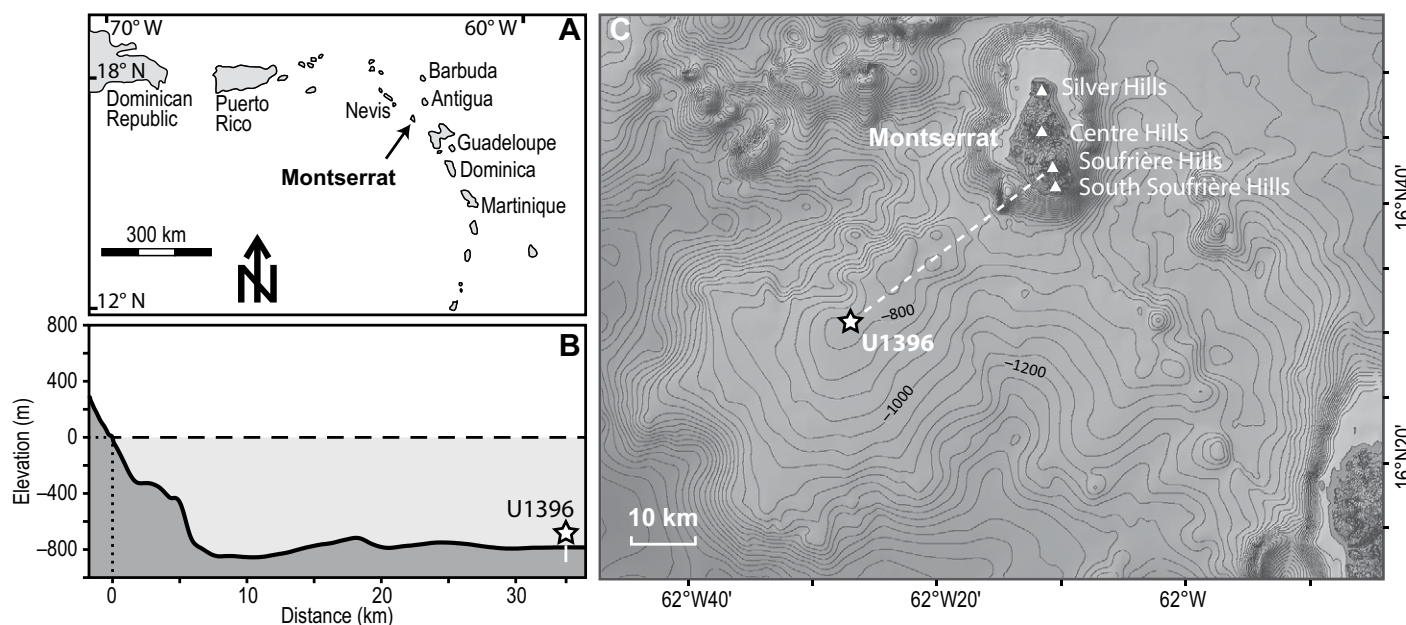 70° W
60° W
A
18° N
Barbuda
Dominican
Republic
Puerto
Rico
Nevis
Antigua
Guadeloupe
Montserrat
Dominica
Martinique
300 km
N
12° N
B
800
400
0
−400
−800
Elevation (m)
U1396
0
10
20
30
Distance (km)
C
Silver Hills
Montserrat
Centre Hills
Soufrière Hills
South Soufrière Hills
−800
U1396
−1200
−1000
10 km
16°N40'
16°N20'
62°W40'
62°W20'
62°W